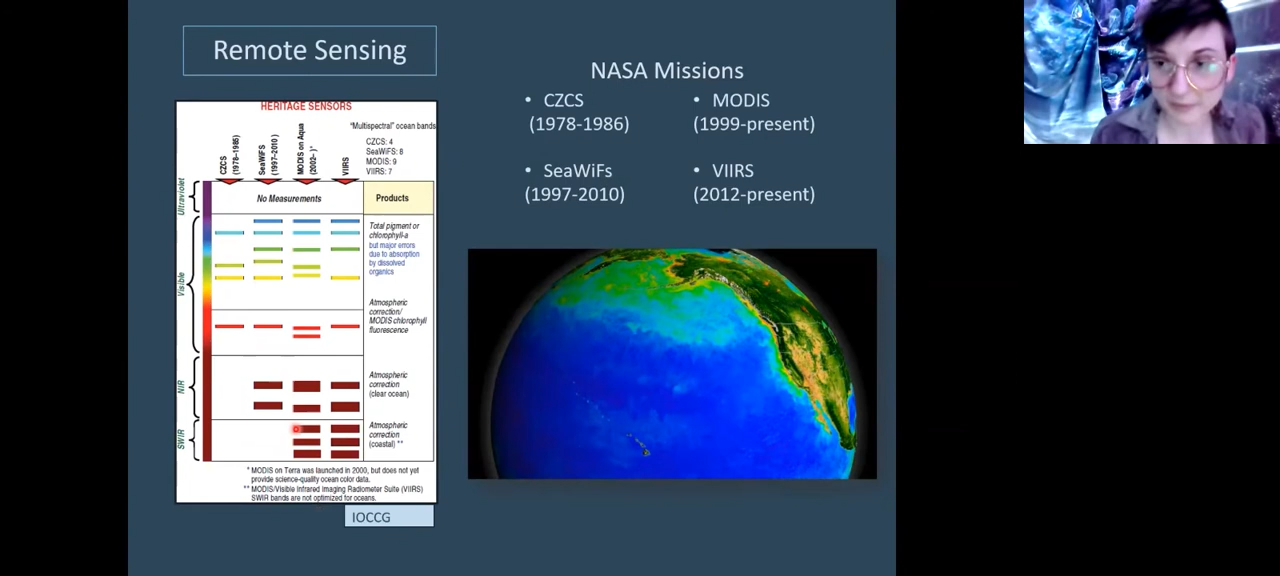 Remote Sensing
HERITAGE SENSORS
"Multispectral" ocean bands
CZCS: 4
SeaWiFS: 8
MODIS: 9
VIIRS: 7
CZCS
(1978-1985)
SeaWiFS
(1997-2010)
MODIS on Aqua
(2002- )*
VIIRS
Ultraviolet
No Measurements
Products
Visible
Total pigment or
chlorophyll-a
but major errors
due to absorption
by dissolved
organics
Atmospheric
correction/
MODIS chlorophyll
fluorescence
NIR
Atmospheric
correction
(clear ocean)
SWIR
Atmospheric
correction
(coastal) **
* MODIS on Terra was launched in 2000, but does not yet
provide science-quality ocean color data.
** MODIS/Visible Infrared Imaging Radiometer Suite (VIIRS)
SWIR bands are not optimized for oceans.
IOCCG
NASA Missions
• CZCS
(1978-1986)
• MODIS
(1999-present)
• SeaWiFs
(1997-2010)
• VIIRS
(2012-present)